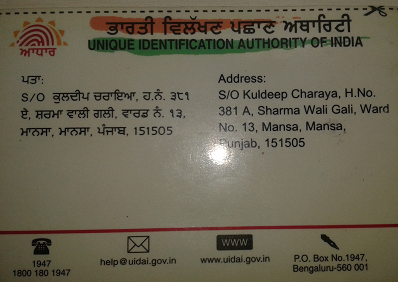 ਭਾਰਤੀ ਵਿਲੱਖਣ ਪਛਾਣ ਅਥਾਰਿਟੀ
UNIQUE IDENTIFICATION AUTHORITY OF INDIA
ਆਧਾਰ
ਪਤਾ:
S/O ਕੁਲਦੀਪ ਚਰਾਇਆ, ਹ.ਨੰ. ੩੮੧
ਏ, ਸ਼ਰਮਾ ਵਾਲੀ ਗਲੀ, ਵਾਰਡ ਨੰ. ੧੩,
ਮਾਨਸਾ, ਮਾਨਸਾ, ਪੰਜਾਬ, 151505
Address:
S/O Kuldeep Charaya, H.No.
381 A, Sharma Wali Gali, Ward
No. 13, Mansa, Mansa,
Punjab, 151505
1947
1800 180 1947
help@uidai.gov.in
WWW
www.uidai.gov.in
P.O. Box No.1947,
Bengaluru-560 001